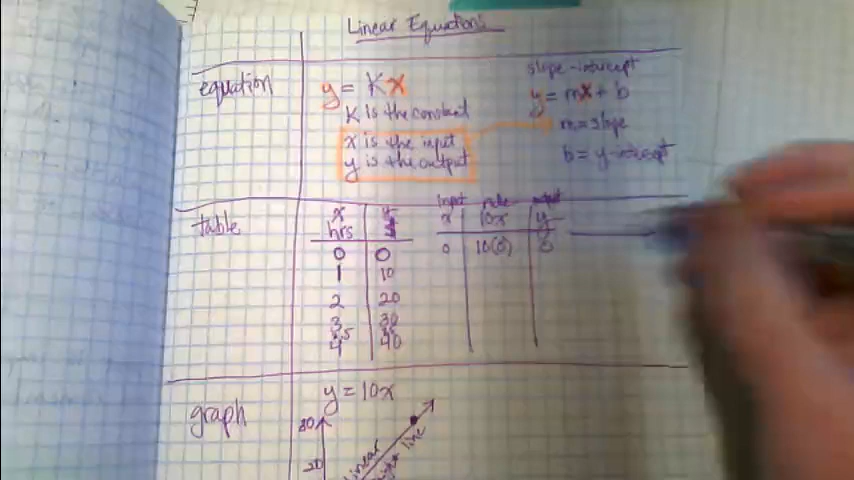 Linear Equations
equation
y = Kx
K is the constant
x is the input
y is the output
slope-intercept
y = mx + b
m = slope
b = y-intercept
table
x y
hrs $
0 0
1 10
2 20
3 30
4 40
input rule output
x 10x y
0 10(0) 0
graph
y = 10x
20
linear
line